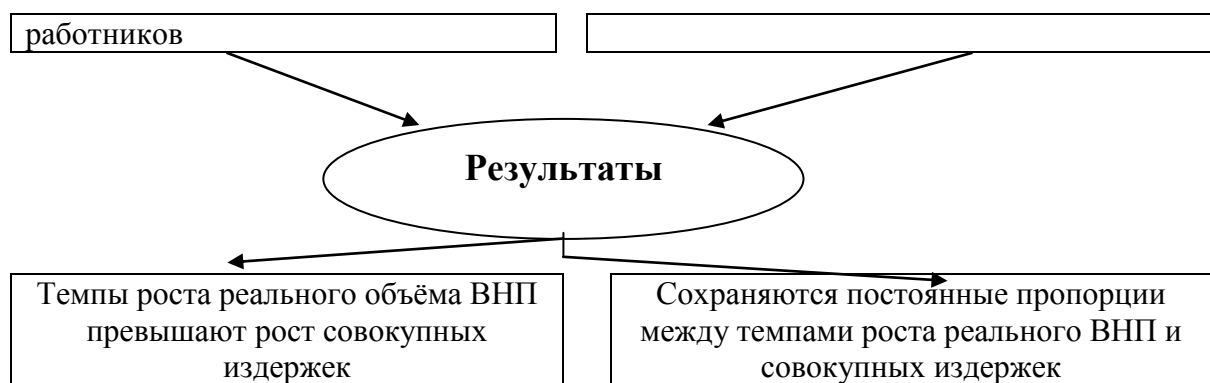 работников
Результаты
Темпы роста реального объёма ВНП
превышают рост совокупных
издержек
Сохраняются постоянные пропорции
между темпами роста реального ВНП и
совокупных издержек